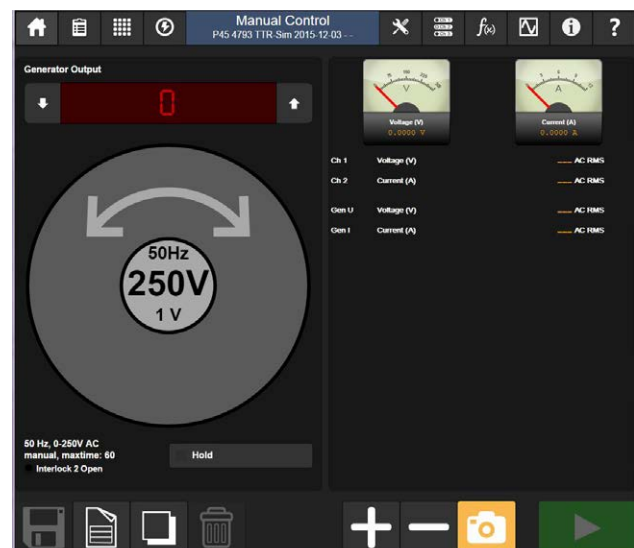 Manual Control
P45 4793 TTR-Sim 2015-12-03 - -
f(x)
i
?
Generator Output
0
50Hz
250V
1 V
50 Hz, 0-250V AC
manual, maxtime: 60
Interlock 2 Open
Hold
V
Voltage (V)
0.0000 V
A
Current (A)
0.0000 A
Ch 1 Voltage (V) ___ AC RMS
Ch 2 Current (A) ___ AC RMS
Gen U Voltage (V) ___ AC RMS
Gen I Current (A) ___ AC RMS